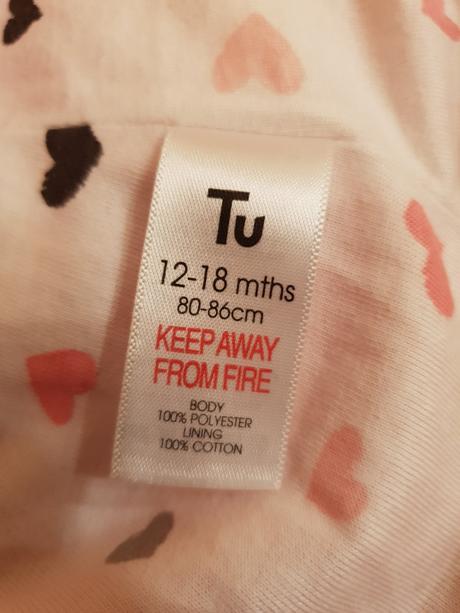 Tu
12-18 mths
80-86cm
KEEP AWAY
FROM FIRE
BODY
100% POLYESTER
LINING
100% COTTON